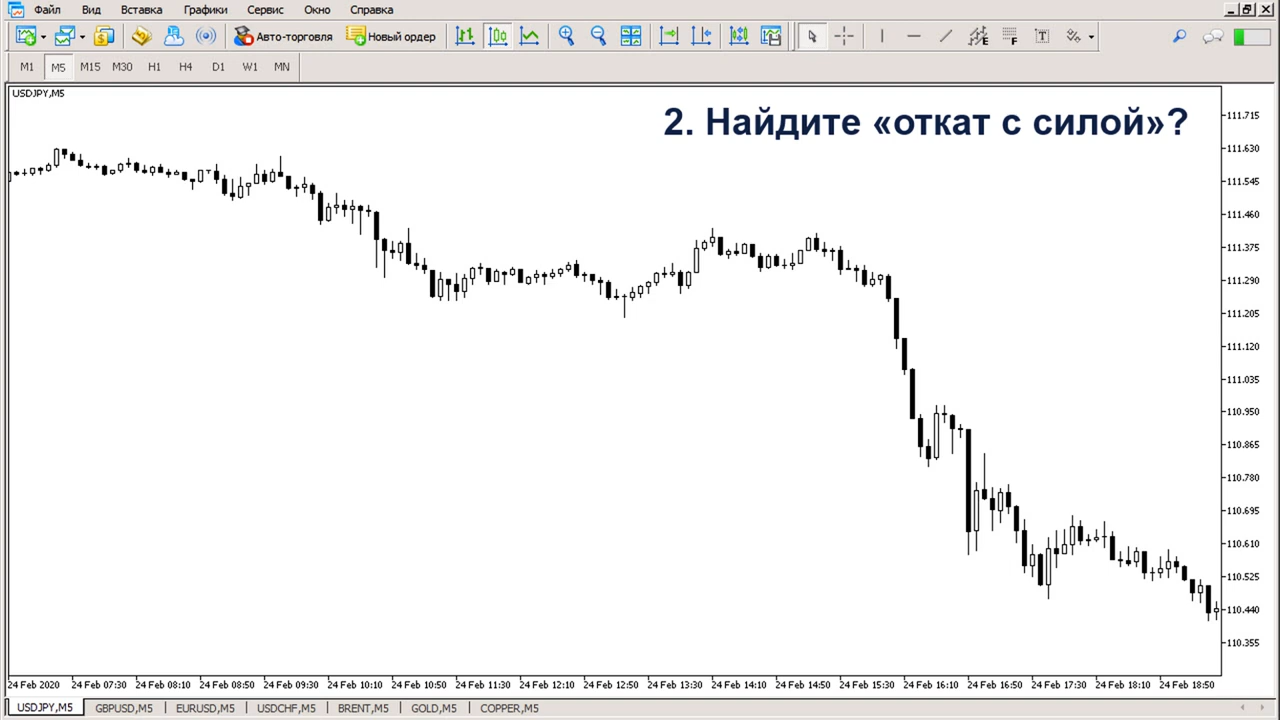 Файл Вид Вставка Графики Сервис Окно Справка
Авто-торговля Новый ордер
M1 M5 M15 M30 H1 H4 D1 W1 MN
USDJPY,M5
2. Найдите «откат с силой»?
111.715
111.630
111.545
111.460
111.375
111.290
111.205
111.120
111.035
110.950
110.865
110.780
110.695
110.610
110.525
110.440
110.355
24 Feb 2020 24 Feb 07:30 24 Feb 08:10 24 Feb 08:50 24 Feb 09:30 24 Feb 10:10 24 Feb 10:50 24 Feb 11:30 24 Feb 12:10 24 Feb 12:50 24 Feb 13:30 24 Feb 14:10 24 Feb 14:50 24 Feb 15:30 24 Feb 16:10 24 Feb 16:50 24 Feb 17:30 24 Feb 18:10 24 Feb 18:50
USDJPY,M5 GBPUSD,M5 EURUSD,M5 USDCHF,M5 BRENT,M5 GOLD,M5 COPPER,M5